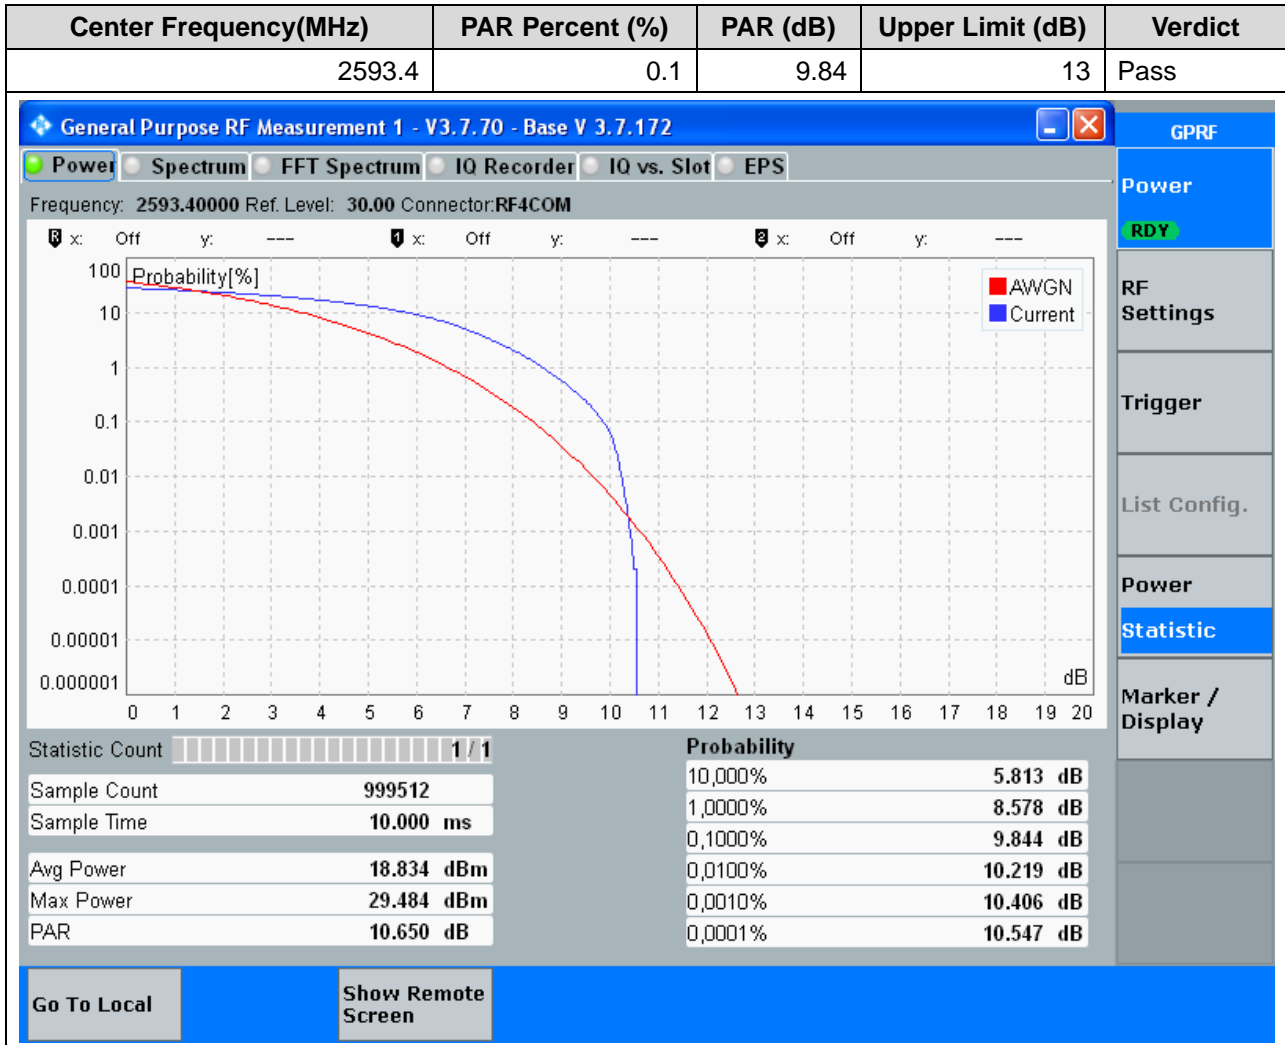 Center Frequency(MHz) PAR Percent (%) PAR (dB) Upper Limit (dB) Verdict
2593.4 0.1 9.84 13 Pass
General Purpose RF Measurement 1 - V3.7.70 - Base V 3.7.172
GPRF
Power Spectrum FFT Spectrum IQ Recorder IQ vs. Slot EPS
Frequency: 2593.40000 Ref. Level: 30.00 Connector:RF4COM
R x: Off y: --- 1 x: Off y: --- 2 x: Off y: ---
Probability[%]
AWGN
Current
100
10
1
0.1
0.01
0.001
0.0001
0.00001
0.000001
dB
0 1 2 3 4 5 6 7 8 9 10 11 12 13 14 15 16 17 18 19 20
Statistic Count 1 / 1
Sample Count 999512
Sample Time 10.000 ms
Avg Power 18.834 dBm
Max Power 29.484 dBm
PAR 10.650 dB
Probability
10,000% 5.813 dB
1,0000% 8.578 dB
0,1000% 9.844 dB
0,0100% 10.219 dB
0,0010% 10.406 dB
0,0001% 10.547 dB
Power
RDY
RF
Settings
Trigger
List Config.
Power
Statistic
Marker /
Display
Go To Local
Show Remote
Screen